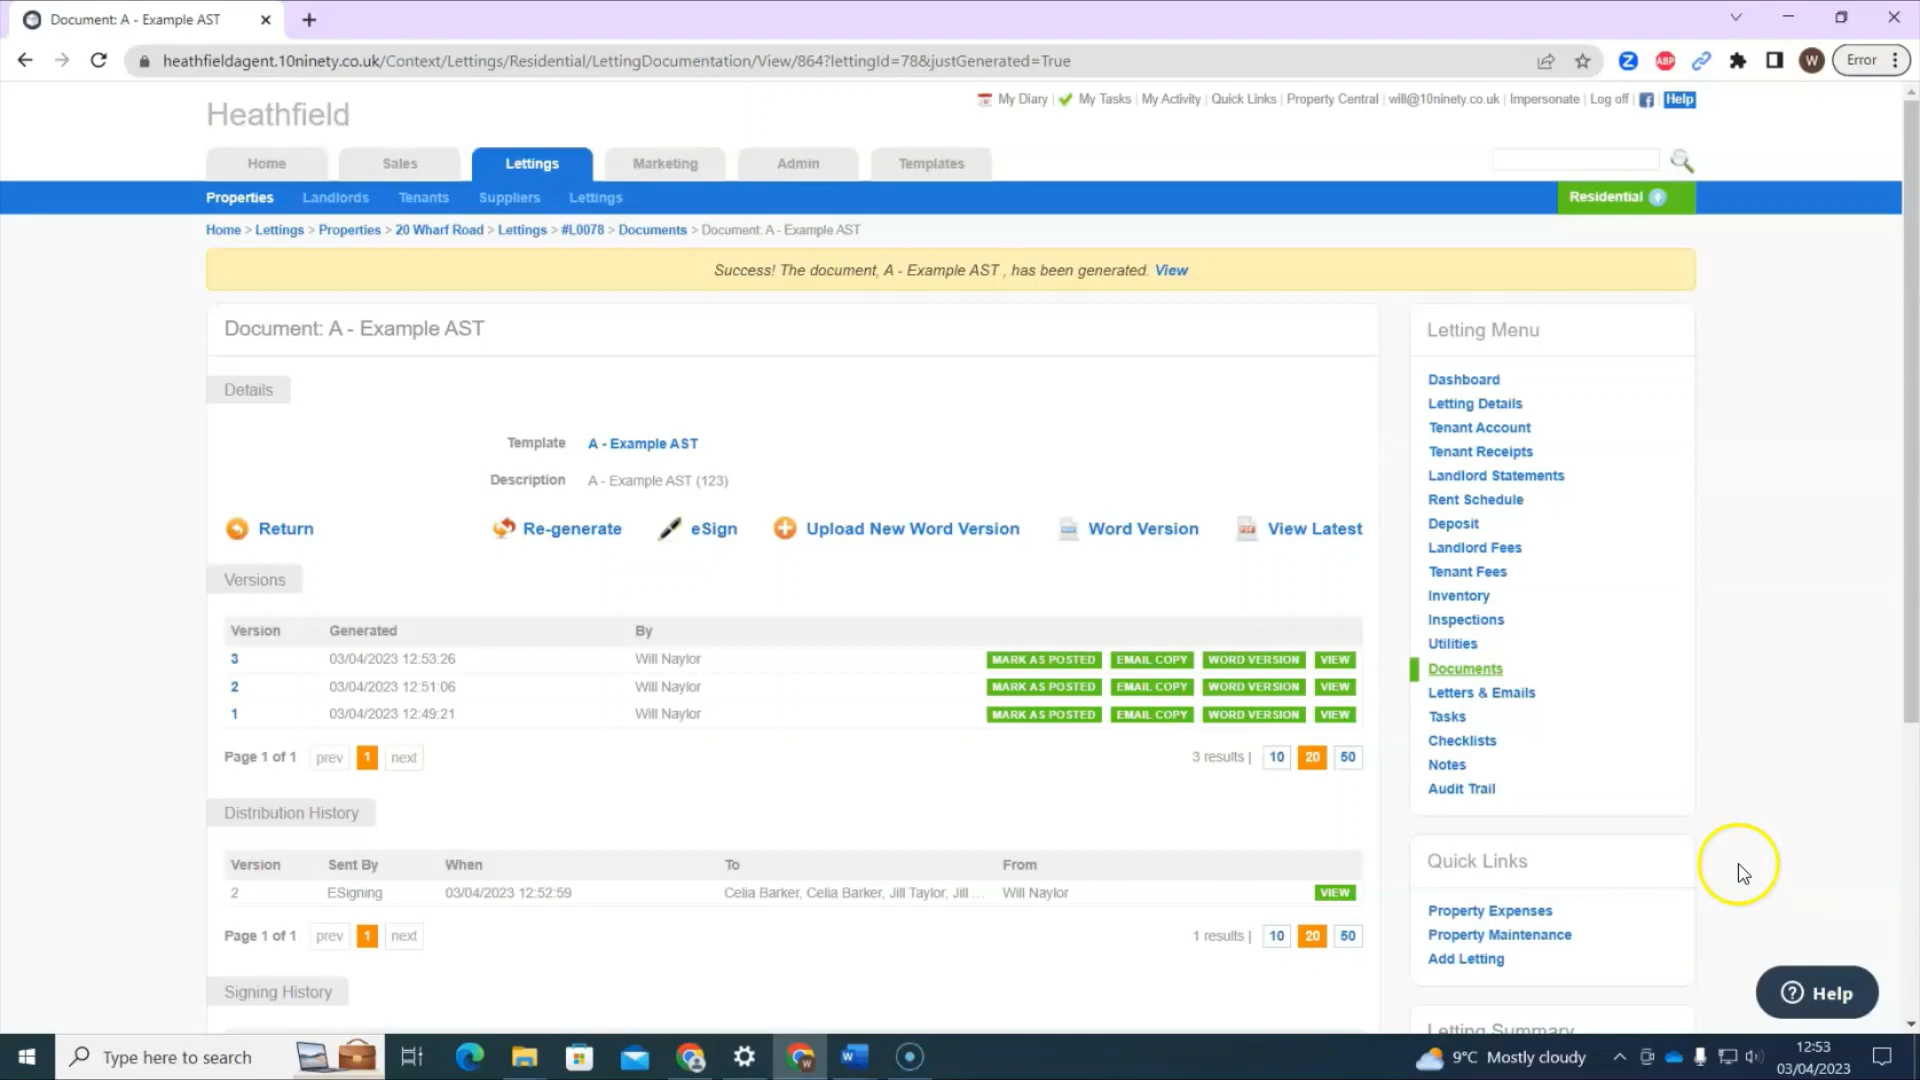 Document: A - Example AST
heathfieldagent.10ninety.co.uk/Context/Lettings/Residential/LettingDocumentation/View/864?lettingId=78&justGenerated=True
Z ABP W Error
Heathfield
My Diary | My Tasks | My Activity | Quick Links | Property Central | will@10ninety.co.uk | Impersonate | Log off | Help
Home Sales Lettings Marketing Admin Templates
Properties Landlords Tenants Suppliers Lettings Residential
Home > Lettings > Properties > 20 Wharf Road > Lettings > #L0078 > Documents > Document: A - Example AST
Success! The document, A - Example AST , has been generated. View
Document: A - Example AST
Details
Template A - Example AST
Description A - Example AST (123)
Return Re-generate eSign Upload New Word Version Word Version View Latest
Versions
Version Generated By
3 03/04/2023 12.53:26 Will Naylor MARK AS POSTED EMAIL COPY WORD VERSION VIEW
2 03/04/2023 12:51:06 Will Naylor MARK AS POSTED EMAIL COPY WORD VERSION VIEW
1 03/04/2023 12:49:21 Will Naylor MARK AS POSTED EMAIL COPY WORD VERSION VIEW
Page 1 of 1 prev 1 next 3 results | 10 20 50
Distribution History
Version Sent By When To From
2 ESigning 03/04/2023 12:52:59 Celia Barker, Celia Barker, Jill Taylor, Jill ... Will Naylor VIEW
Page 1 of 1 prev 1 next 1 results | 10 20 50
Signing History
Letting Menu
Dashboard
Letting Details
Tenant Account
Tenant Receipts
Landlord Statements
Rent Schedule
Deposit
Landlord Fees
Tenant Fees
Inventory
Inspections
Utilities
Documents
Letters & Emails
Tasks
Checklists
Notes
Audit Trail
Quick Links
Property Expenses
Property Maintenance
Add Letting
Letting Summary
Help
Type here to search
9°C Mostly cloudy
12:53
03/04/2023